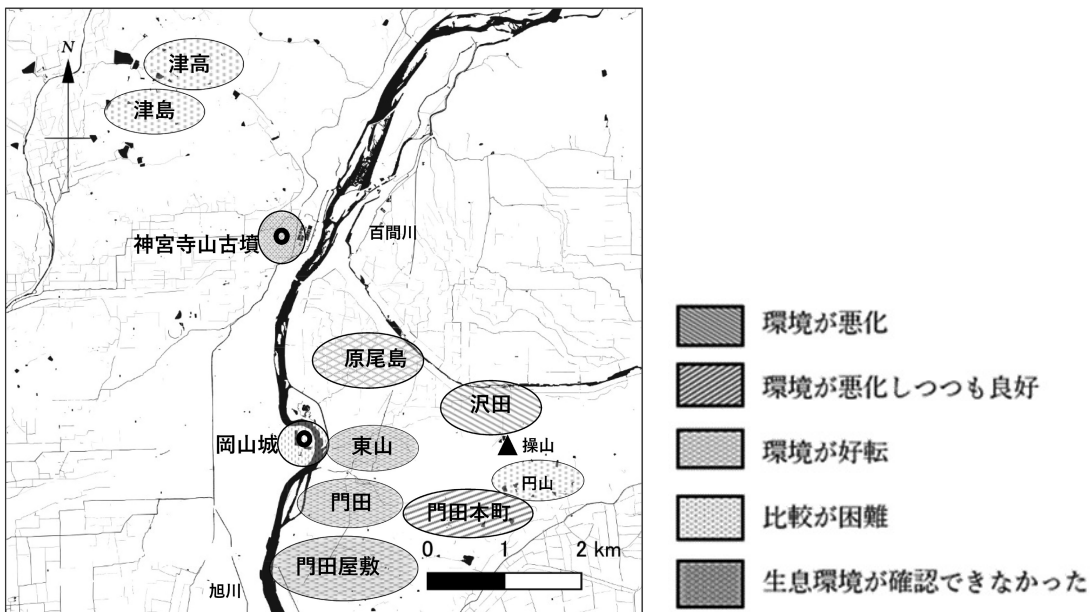 N
津高
津島
神宮寺山古墳
百間川
原尾島
沢田
岡山城
東山
操山
円山
門田
門田本町
門田屋敷
旭川
0 1 2 km
環境が悪化
環境が悪化しつつも良好
環境が好転
比較が困難
生息環境が確認できなかった